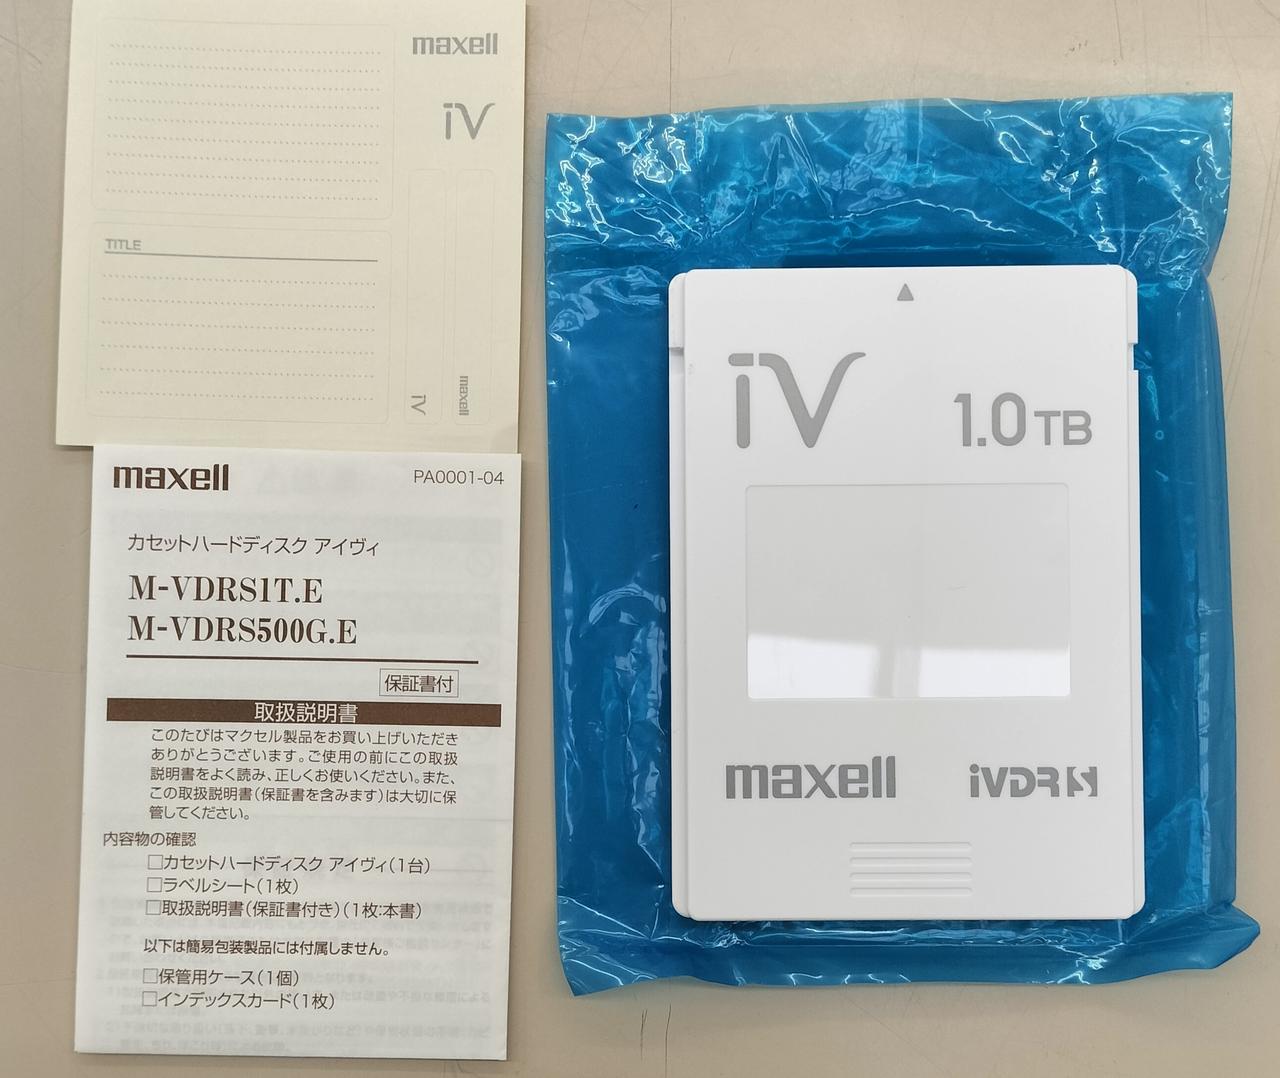 maxell
iV
TITLE
iV
maxell
maxell
PA0001-04
カセットハードディスク アイヴィ
M-VDRS1T.E
M-VDRS500G.E
保証書付
取扱説明書
このたびはマクセル製品をお買い上げいただき
ありがとうございます。ご使用の前にこの取扱
説明書をよく読み、正しくお使いください。また、
この取扱説明書(保証書を含みます)は大切に保
管してください。
内容物の確認
□カセットハードディスク アイヴィ(1台)
□ラベルシート(1枚)
□取扱説明書(保証書付き)(1枚:本書)
以下は簡易包装製品には付属しません。
□保管用ケース(1個)
□インデックスカード(1枚)
iV
1.0TB
maxell
iVDR S